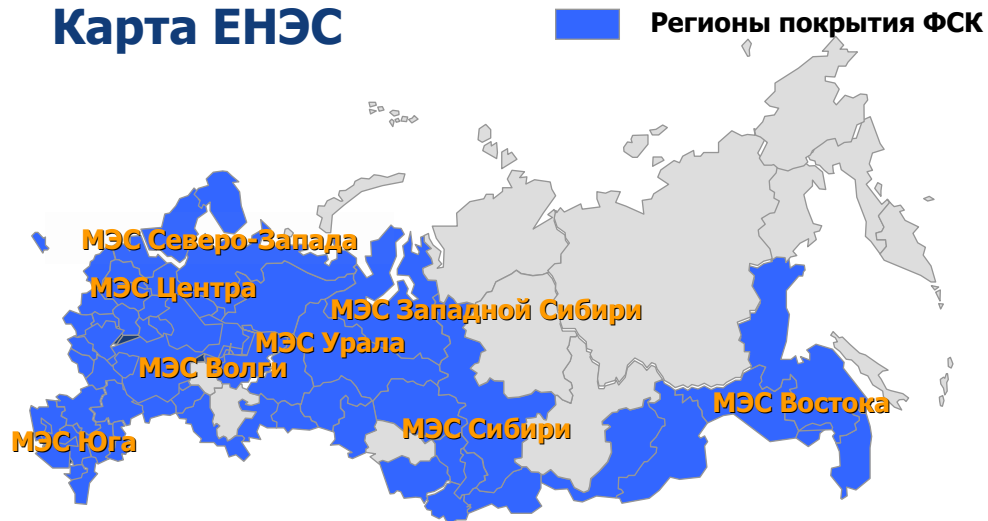 Карта ЕНЭС
Регионы покрытия ФСК
МЭС Северо-Запада
МЭС Центра
МЭС Западной Сибири
МЭС Урала
МЭС Волги
МЭС Востока
МЭС Сибири
МЭС Юга